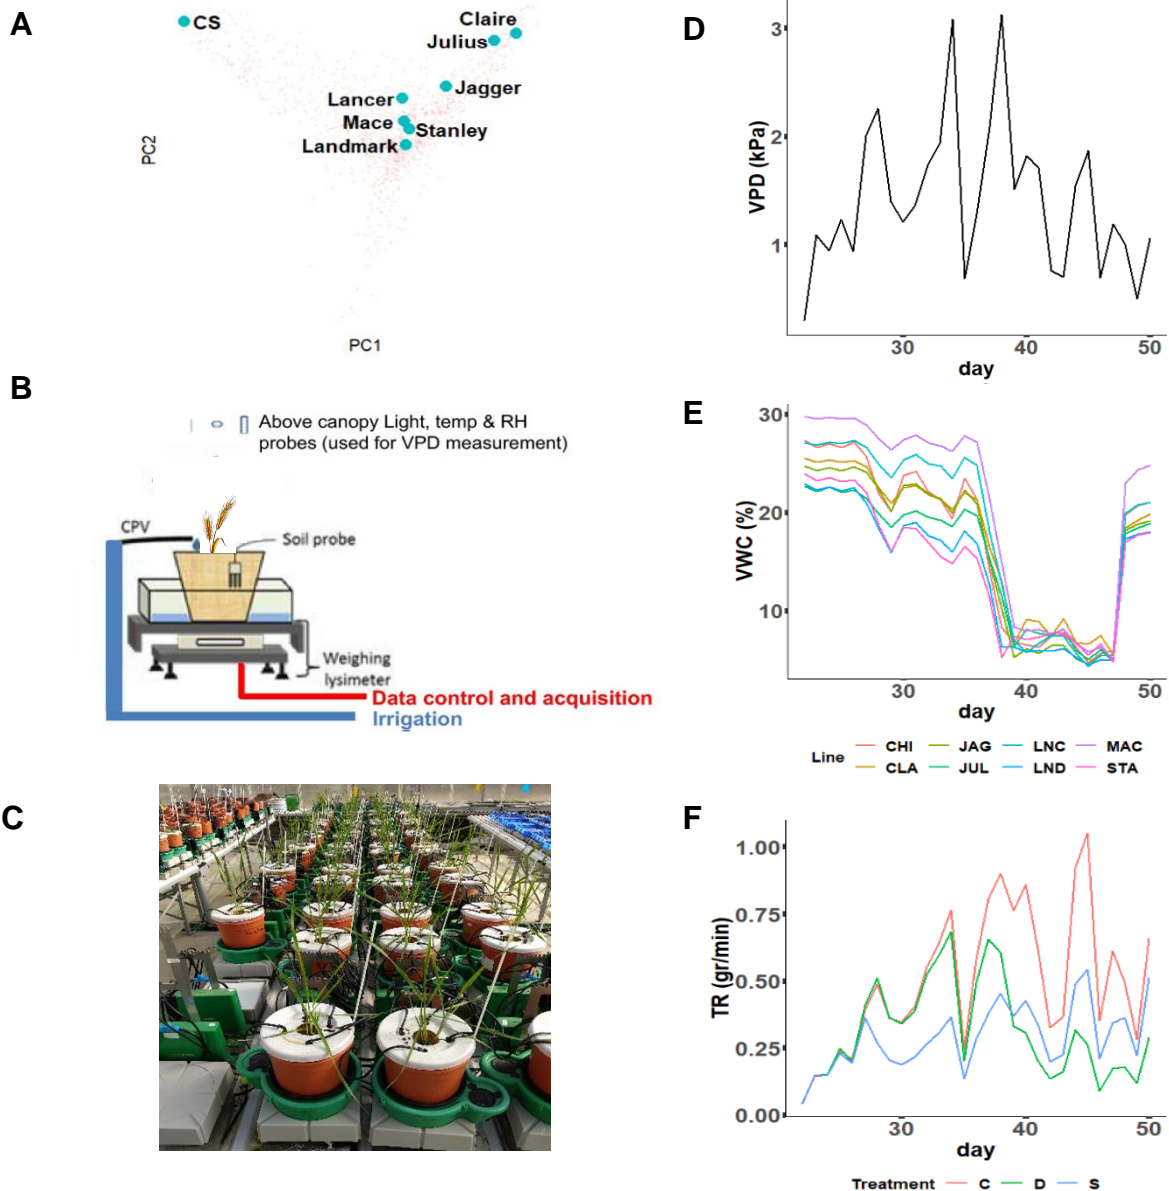 A
CS
Claire
Julius
Jagger
Lancer
Mace
Stanley
Landmark
PC2
PC1
B
Above canopy Light, temp & RH
probes (used for VPD measurement)
CPV
Soil probe
Weighing
lysimeter
Data control and acquisition
Irrigation
C
D
VPD (kPa)
3
2
1
30 40 50
day
E
VWC (%)
30
20
10
30 40 50
day
Line CHI JAG LNC MAC
CLA JUL LND STA
F
TR (gr/min)
1.00
0.75
0.50
0.25
0.00
30 40 50
day
Treatment C D S